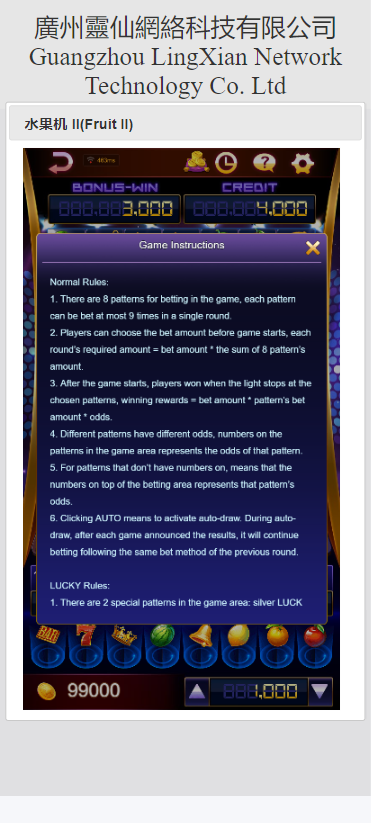 廣州靈仙網絡科技有限公司
Guangzhou LingXian Network
Technology Co. Ltd
水果机 II(Fruit II)
463ms
BONUS-WIN
CREDIT
3,000
4,000
Game Instructions
Normal Rules:
1. There are 8 patterns for betting in the game, each pattern
can be bet at most 9 times in a single round.
2. Players can choose the bet amount before game starts, each
round's required amount = bet amount * the sum of 8 pattern's
amount.
3. After the game starts, players won when the light stops at the
chosen patterns, winning rewards = bet amount * pattern's bet
amount * odds.
4. Different patterns have different odds, numbers on the
patterns in the game area represents the odds of that pattern.
5. For patterns that don't have numbers on, means that the
numbers on top of the betting area represents that pattern's
odds.
6. Clicking AUTO means to activate auto-draw. During auto-
draw, after each game announced the results, it will continue
betting following the same bet method of the previous round.
LUCKY Rules:
1. There are 2 special patterns in the game area: silver LUCK
BAR
99000
1,000